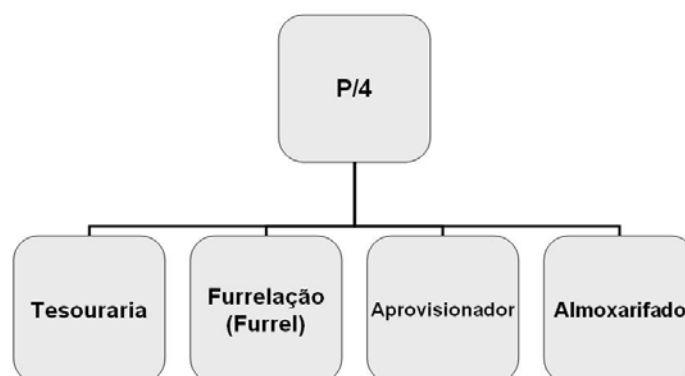 P/4
Tesouraria
Furrelação
(Furrel)
Aprovisionador
Almoxarifado